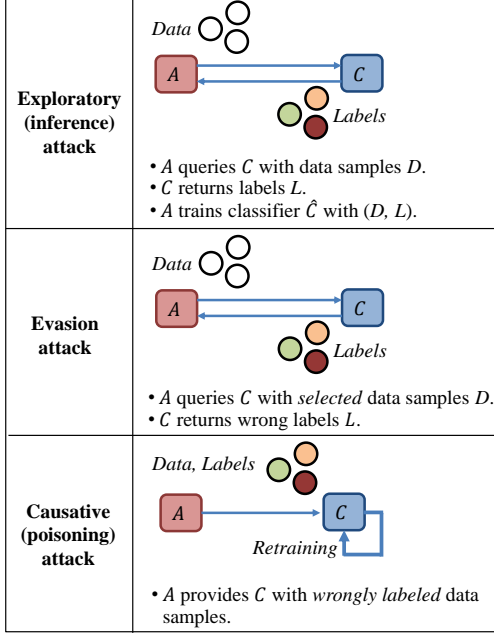 Exploratory
(inference)
attack
Data
A
C
Labels
• A queries C with data samples D.
• C returns labels L.
• A trains classifier Ĉ with (D, L).
Evasion
attack
Data
A
C
Labels
• A queries C with selected data samples D.
• C returns wrong labels L.
Causative
(poisoning)
attack
Data, Labels
A
C
Retraining
• A provides C with wrongly labeled data
samples.